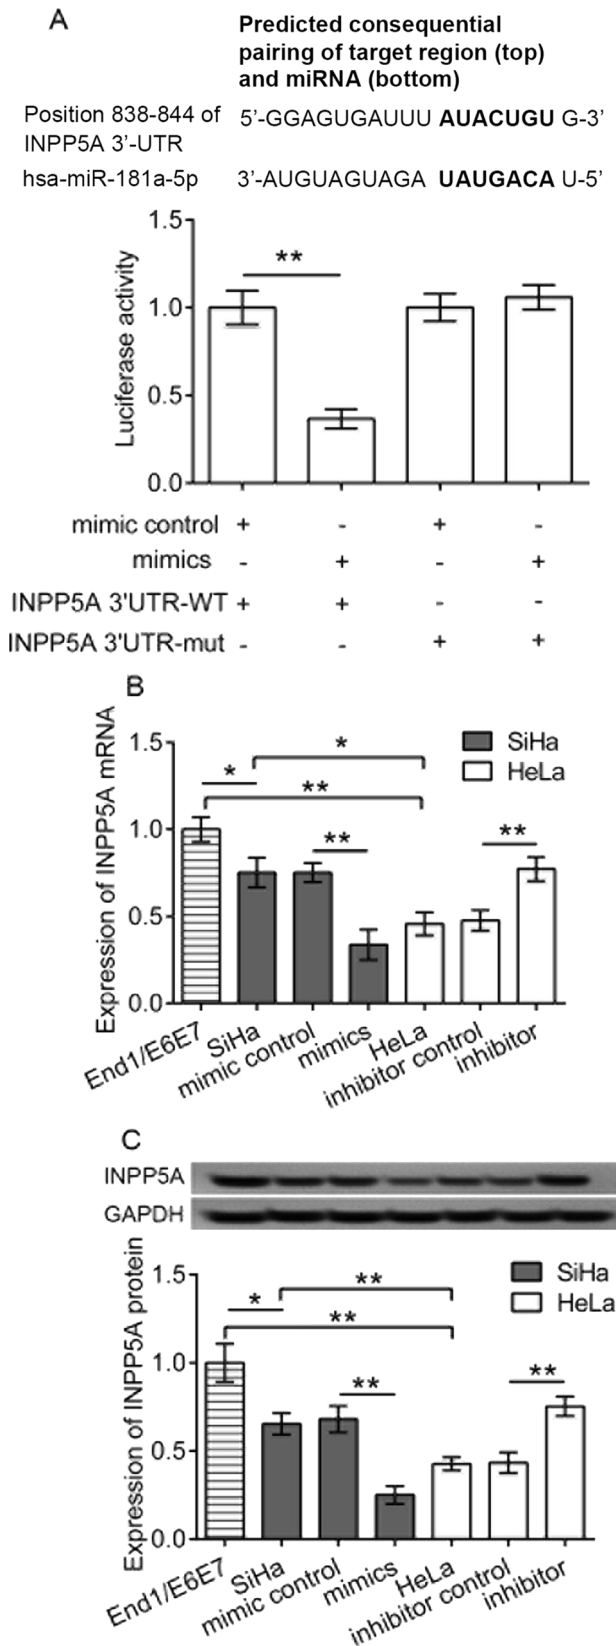 A
Predicted consequential
pairing of target region (top)
and miRNA (bottom)
Position 838-844 of 5'-GGAGUGAUUU AUACUGU G-3'
INPP5A 3'-UTR
hsa-miR-181a-5p 3'-AUGUAGUAGA UAUGACA U-5'
Luciferase activity
1.5
1.0
0.5
0.0
**
mimic control + - + -
mimics - + - +
INPP5A 3'UTR-WT + + - -
INPP5A 3'UTR-mut - - + +
B
Expression of INPP5A mRNA
1.5
1.0
0.5
0.0
SiHa
HeLa
*
*
**
**
**
End1/E6E7
SiHa
mimic control
mimics
HeLa
inhibitor control
inhibitor
C
INPP5A
GAPDH
Expression of INPP5A protein
1.5
1.0
0.5
0.0
SiHa
HeLa
**
*
**
**
**
End1/E6E7
SiHa
mimic control
mimics
HeLa
inhibitor control
inhibitor